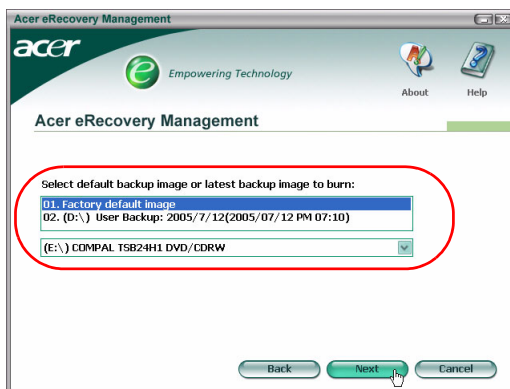 Acer eRecovery Management
acer
e Empowering Technology
About
Help
Acer eRecovery Management
Select default backup image or latest backup image to burn:
01. Factory default image
02. (D:\) User Backup: 2005/7/12(2005/07/12 PM 07:10)
(E:\) COMPAL TSB24H1 DVD/CDRW
Back
Next
Cancel